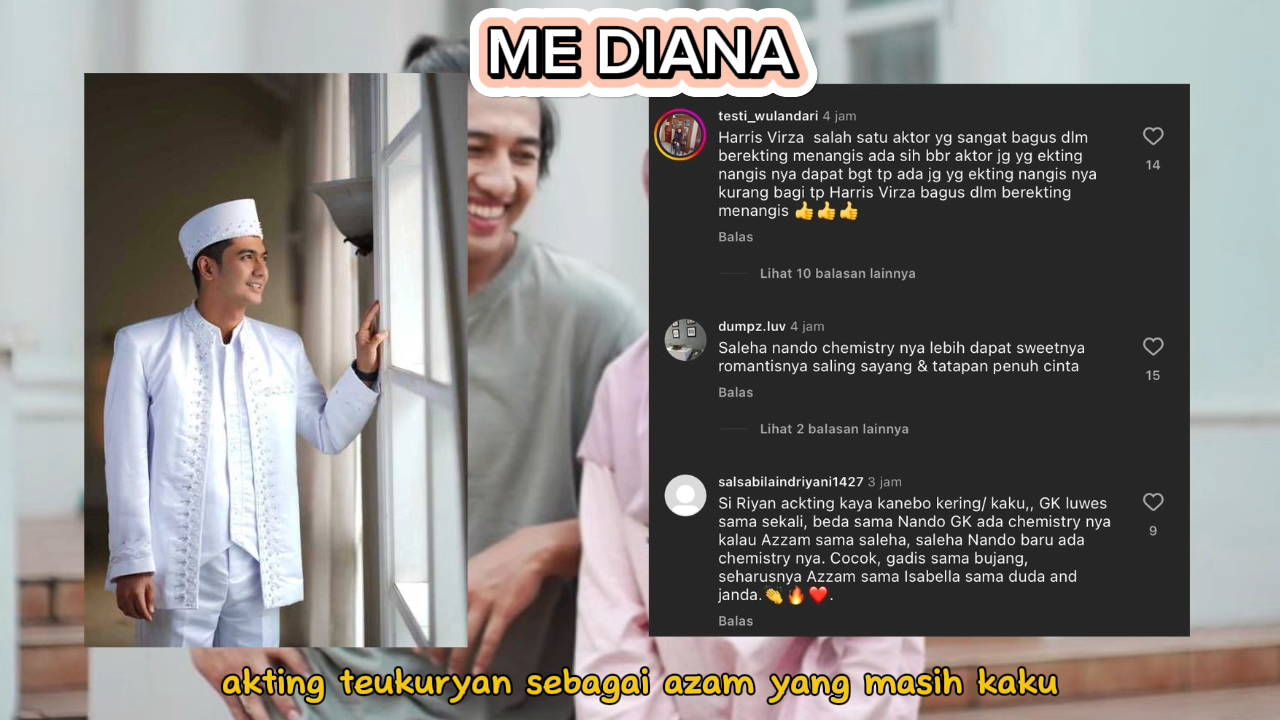 ME DIANA
testi_wulandari 4 jam
Harris Virza salah satu aktor yg sangat bagus dlm
berekting menangis ada sih bbr aktor jg yg ekting
nangis nya dapat bgt tp ada jg yg ekting nangis nya
kurang bagi tp Harris Virza bagus dlm berekting
menangis 👍👍👍
14
Balas
Lihat 10 balasan lainnya
dumpz.luv 4 jam
Saleha nando chemistry nya lebih dapat sweetnya
romantisnya saling sayang & tatapan penuh cinta
15
Balas
Lihat 2 balasan lainnya
salsabilaindriyani1427 3 jam
Si Riyan ackting kaya kanebo kering/ kaku,, GK luwes
sama sekali, beda sama Nando GK ada chemistry nya
kalau Azzam sama saleha, saleha Nando baru ada
chemistry nya. Cocok, gadis sama bujang,
seharusnya Azzam sama Isabella sama duda and
janda.👏🔥❤️.
9
Balas
akting teukuryan sebagai azam yang masih kaku